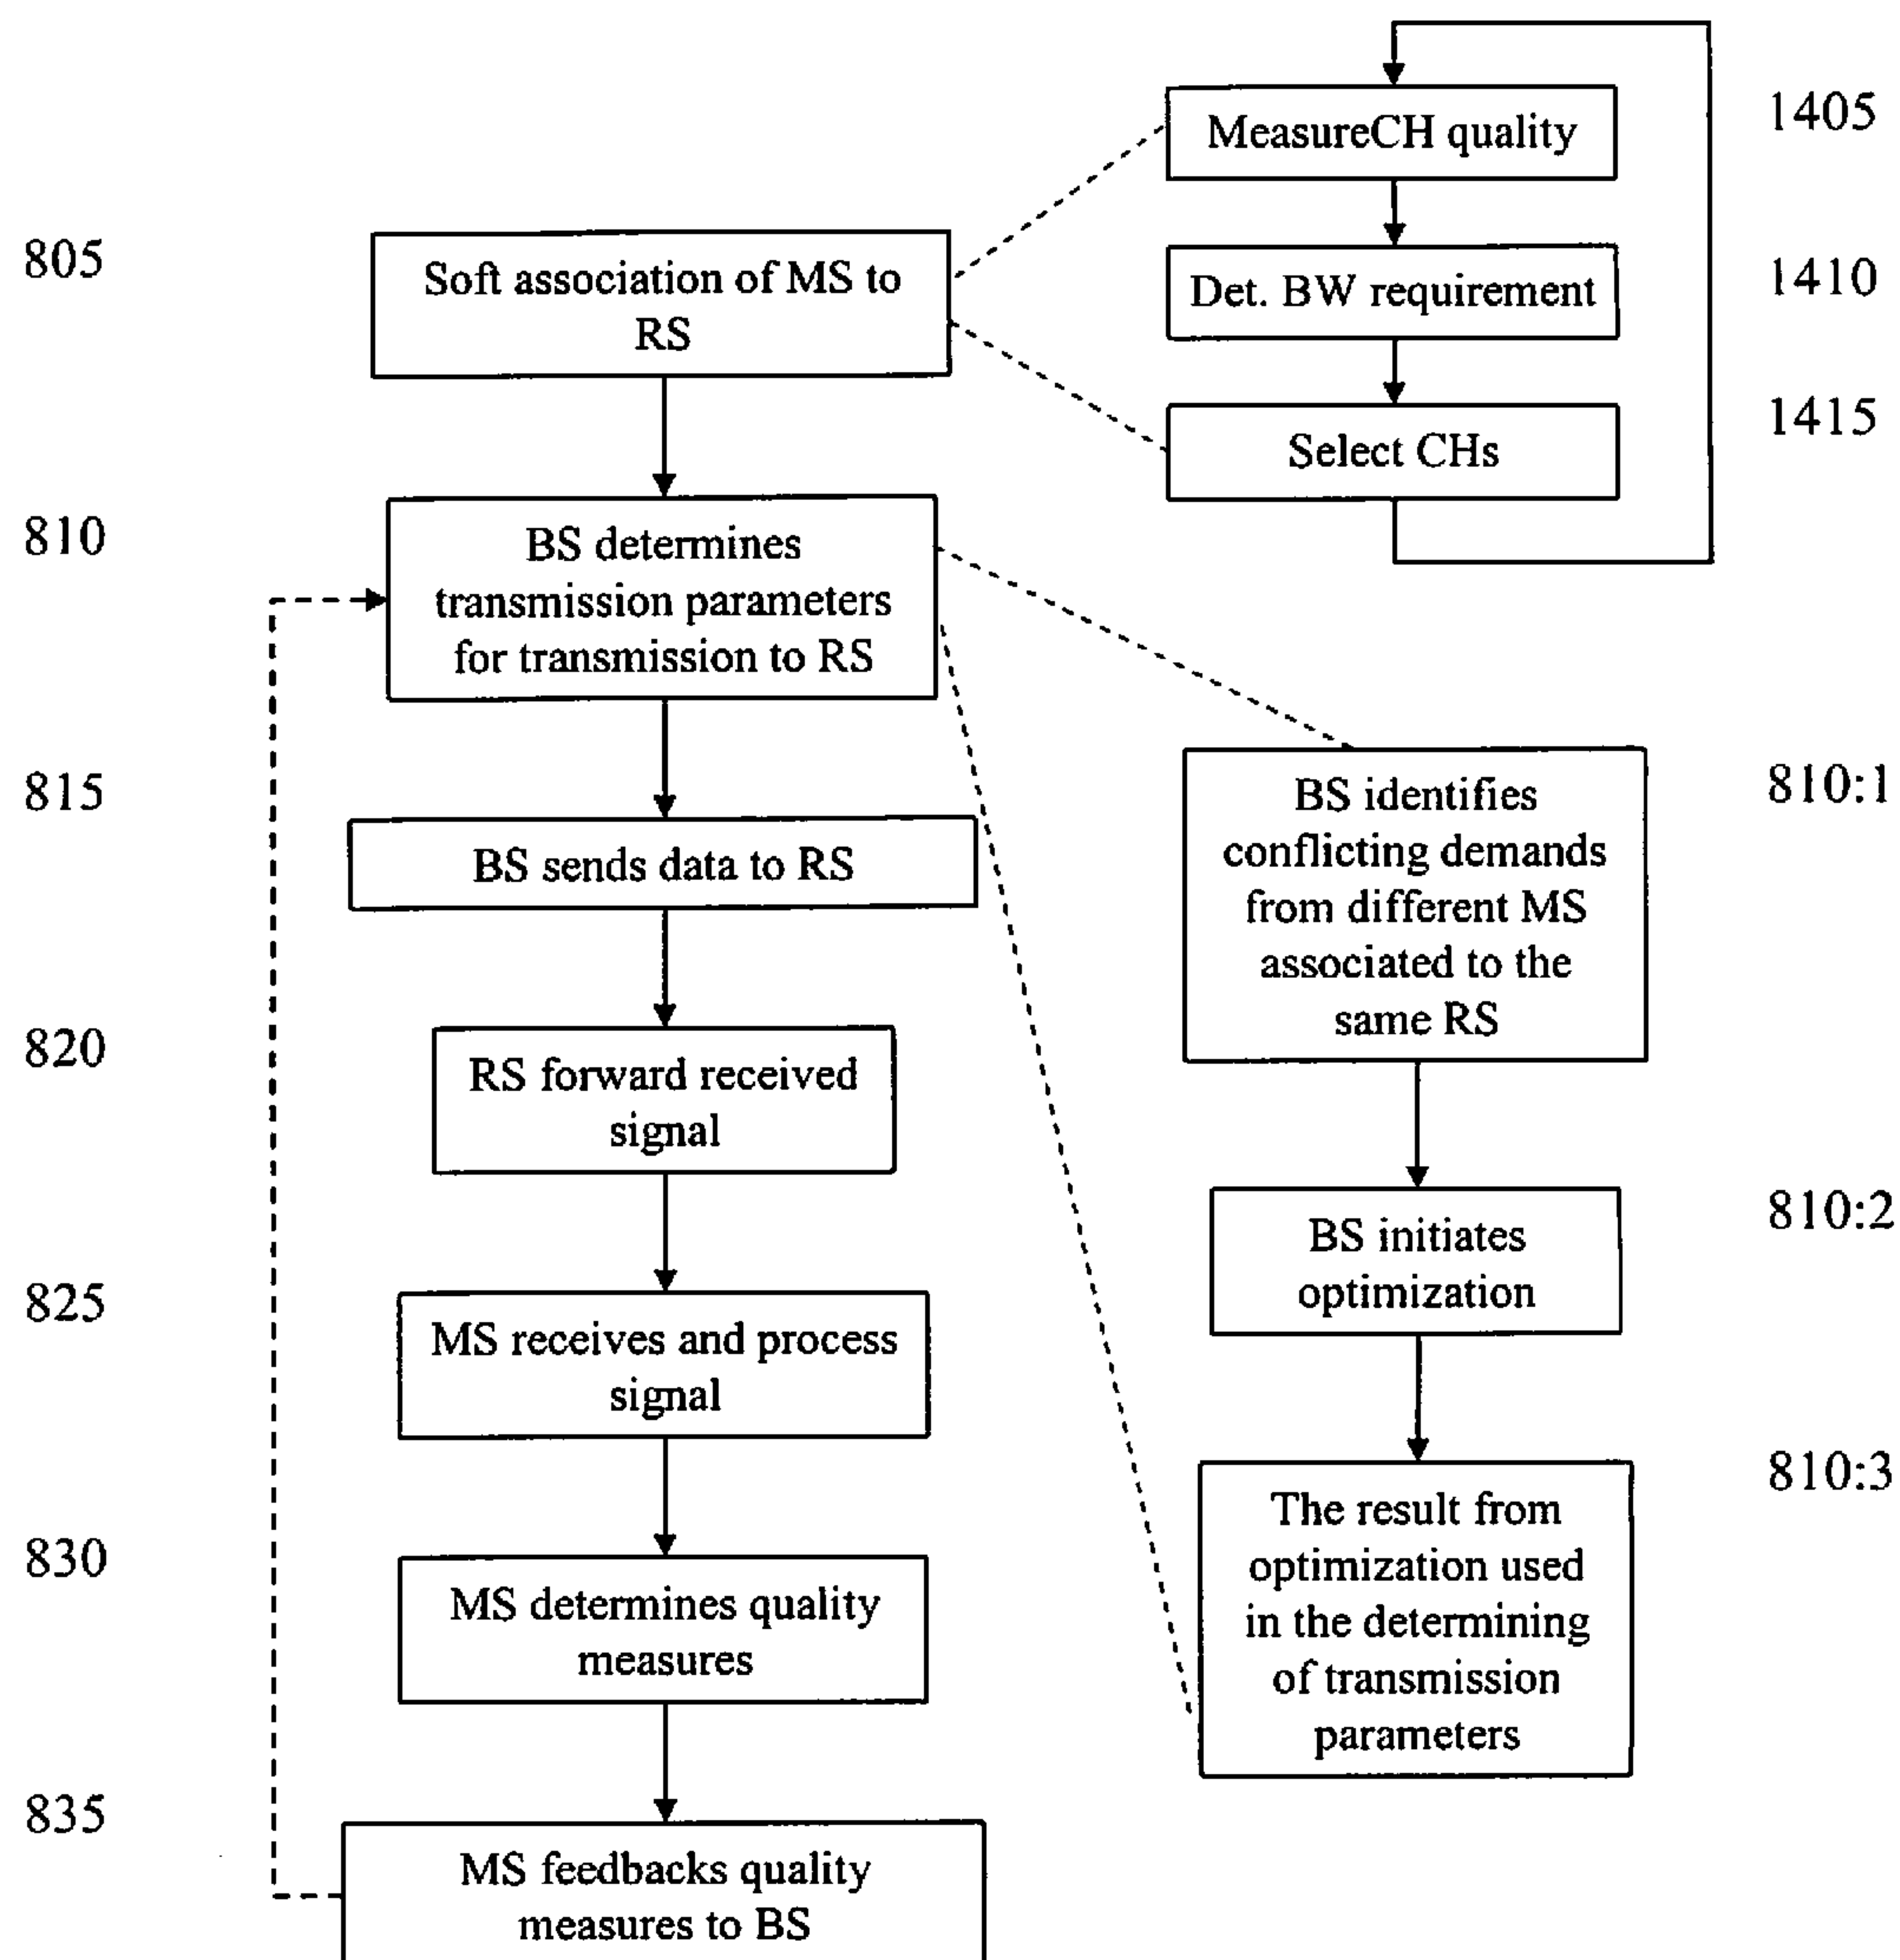 1405
MeasureCH quality
805
Soft association of MS to
RS
1410
Det. BW requirement
1415
Select CHs
810
BS determines
transmission parameters
for transmission to RS
815
BS sends data to RS
820
RS forward received
signal
825
MS receives and process
signal
830
MS determines quality
measures
835
MS feedbacks quality
measures to BS
810:1
BS identifies
conflicting demands
from different MS
associated to the
same RS
810:2
BS initiates
optimization
810:3
The result from
optimization used
in the determining
of transmission
parameters